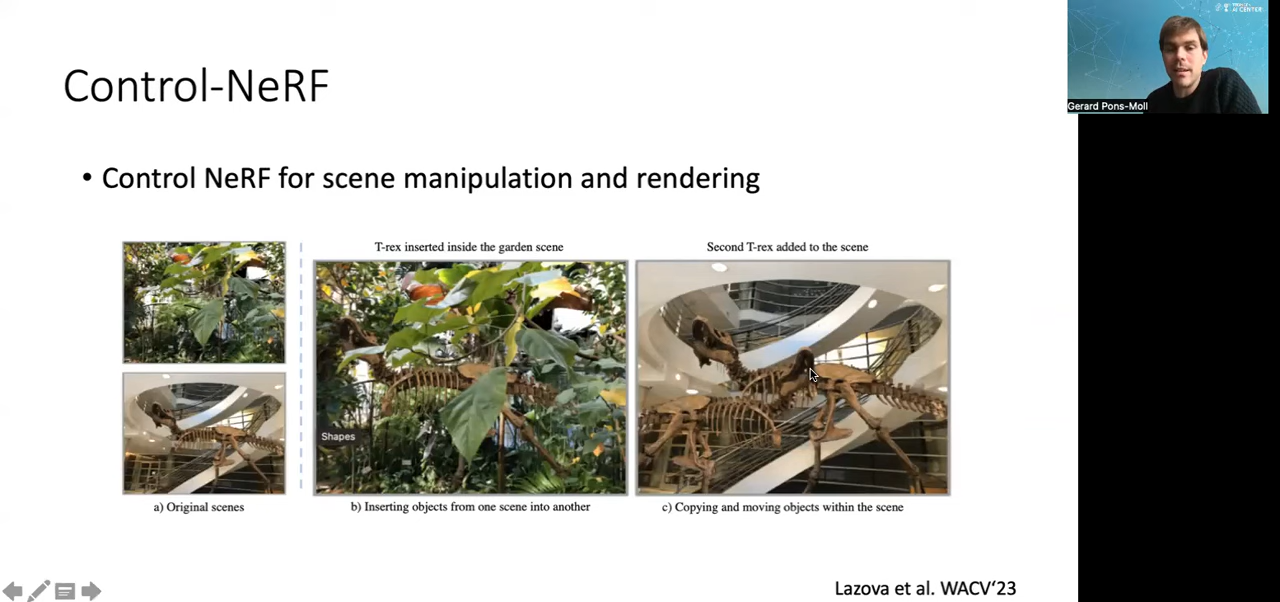 Control-NeRF
• Control NeRF for scene manipulation and rendering
T-rex inserted inside the garden scene
Second T-rex added to the scene
Shapes
a) Original scenes
b) Inserting objects from one scene into another
c) Copying and moving objects within the scene
Lazova et al. WACV‘23
AI CENTER
Gerard Pons-Moll